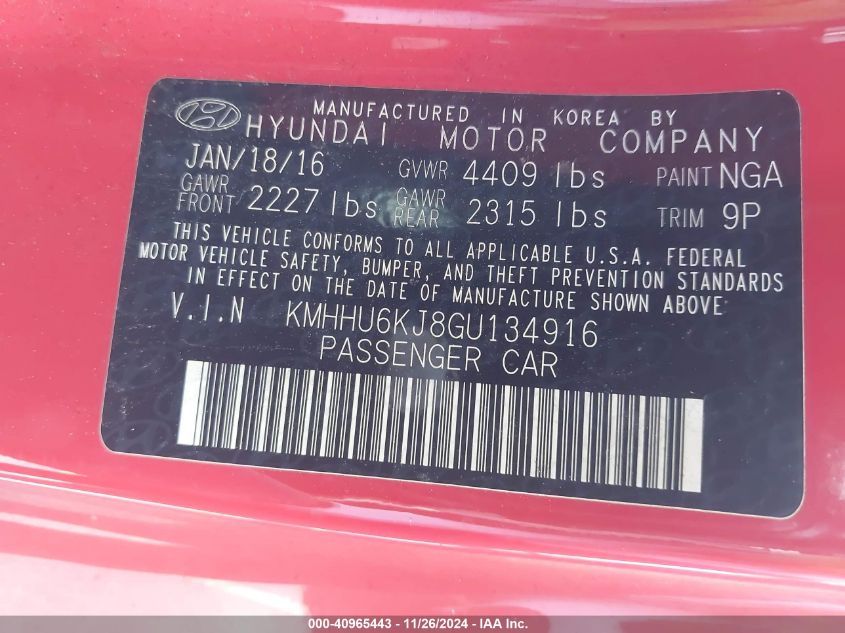 MANUFACTURED IN KOREA BY
HYUNDAI MOTOR COMPANY
JAN/18/16 GVWR 4409 lbs PAINT NGA
GAWR FRONT 2227 lbs GAWR REAR 2315 lbs TRIM 9P
THIS VEHICLE CONFORMS TO ALL APPLICABLE U.S.A. FEDERAL
MOTOR VEHICLE SAFETY, BUMPER, AND THEFT PREVENTION STANDARDS
IN EFFECT ON THE DATE OF MANUFACTURE SHOWN ABOVE
V.I.N KMHHU6KJ8GU134916
PASSENGER CAR
000-40965443 - 11/26/2024 - IAA Inc.